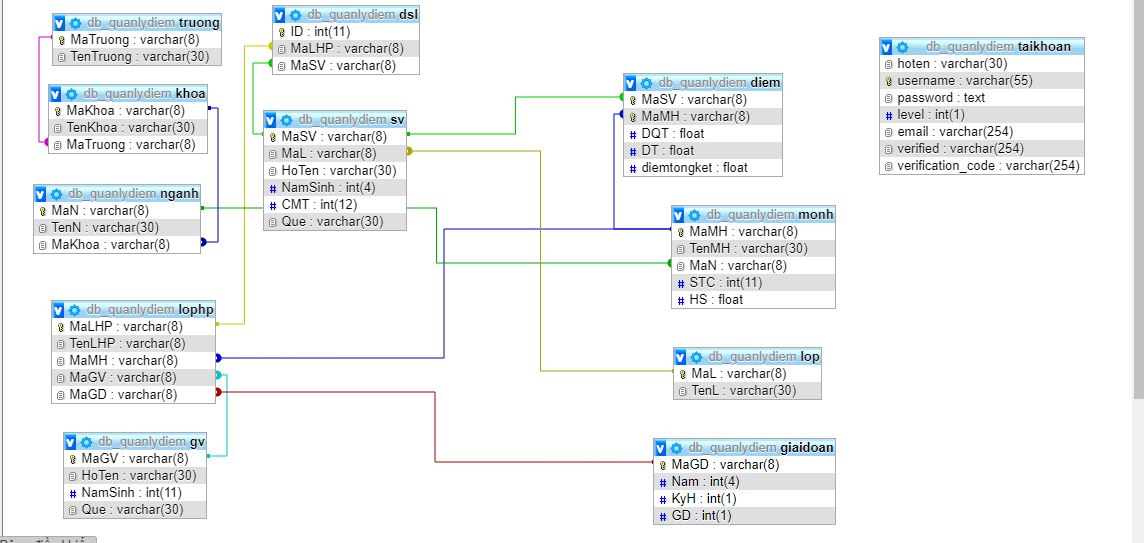 db_quanlydiem truong
MaTruong : varchar(8)
TenTruong : varchar(30)
db_quanlydiem khoa
MaKhoa : varchar(8)
TenKhoa : varchar(30)
MaTruong : varchar(8)
db_quanlydiem nganh
MaN : varchar(8)
TenN : varchar(30)
MaKhoa : varchar(8)
db_quanlydiem lophp
MaLHP : varchar(8)
TenLHP : varchar(8)
MaMH : varchar(8)
MaGV : varchar(8)
MaGD : varchar(8)
db_quanlydiem gv
MaGV : varchar(8)
HoTen : varchar(30)
NamSinh : int(11)
Que : varchar(30)
db_quanlydiem dsl
ID : int(11)
MaLHP : varchar(8)
MaSV : varchar(8)
db_quanlydiem sv
MaSV : varchar(8)
MaL : varchar(8)
HoTen : varchar(30)
NamSinh : int(4)
CMT : int(12)
Que : varchar(30)
db_quanlydiem diem
MaSV : varchar(8)
MaMH : varchar(8)
DQT : float
DT : float
diemtongket : float
db_quanlydiem monh
MaMH : varchar(8)
TenMH : varchar(30)
MaN : varchar(8)
STC : int(11)
HS : float
db_quanlydiem lop
MaL : varchar(8)
TenL : varchar(30)
db_quanlydiem giaidoan
MaGD : varchar(8)
Nam : int(4)
KyH : int(1)
GD : int(1)
db_quanlydiem taikhoan
hoten : varchar(30)
username : varchar(55)
password : text
level : int(1)
email : varchar(254)
verified : varchar(254)
verification_code : varchar(254)